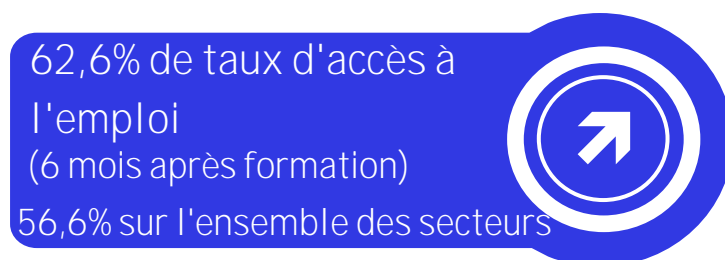 62,6% de taux d'accès à
l'emploi
(6 mois après formation)
56,6% sur l'ensemble des secteurs